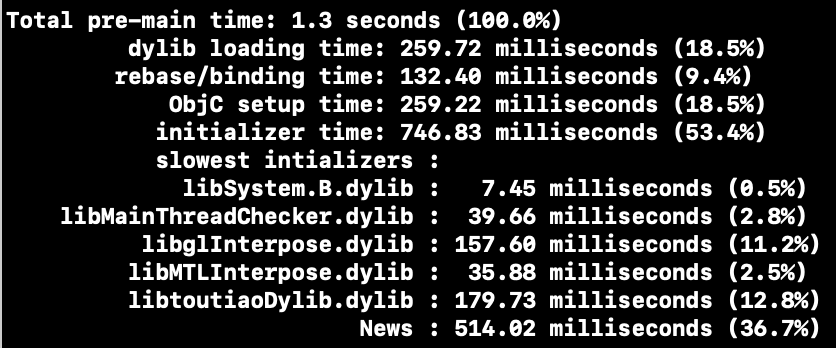 Total pre-main time: 1.3 seconds (100.0%)
dylib loading time: 259.72 milliseconds (18.5%)
rebase/binding time: 132.40 milliseconds (9.4%)
ObjC setup time: 259.22 milliseconds (18.5%)
initializer time: 746.83 milliseconds (53.4%)
slowest intializers :
libSystem.B.dylib : 7.45 milliseconds (0.5%)
libMainThreadChecker.dylib : 39.66 milliseconds (2.8%)
libglInterpose.dylib : 157.60 milliseconds (11.2%)
libMTLInterpose.dylib : 35.88 milliseconds (2.5%)
libtoutiaoDylib.dylib : 179.73 milliseconds (12.8%)
News : 514.02 milliseconds (36.7%)